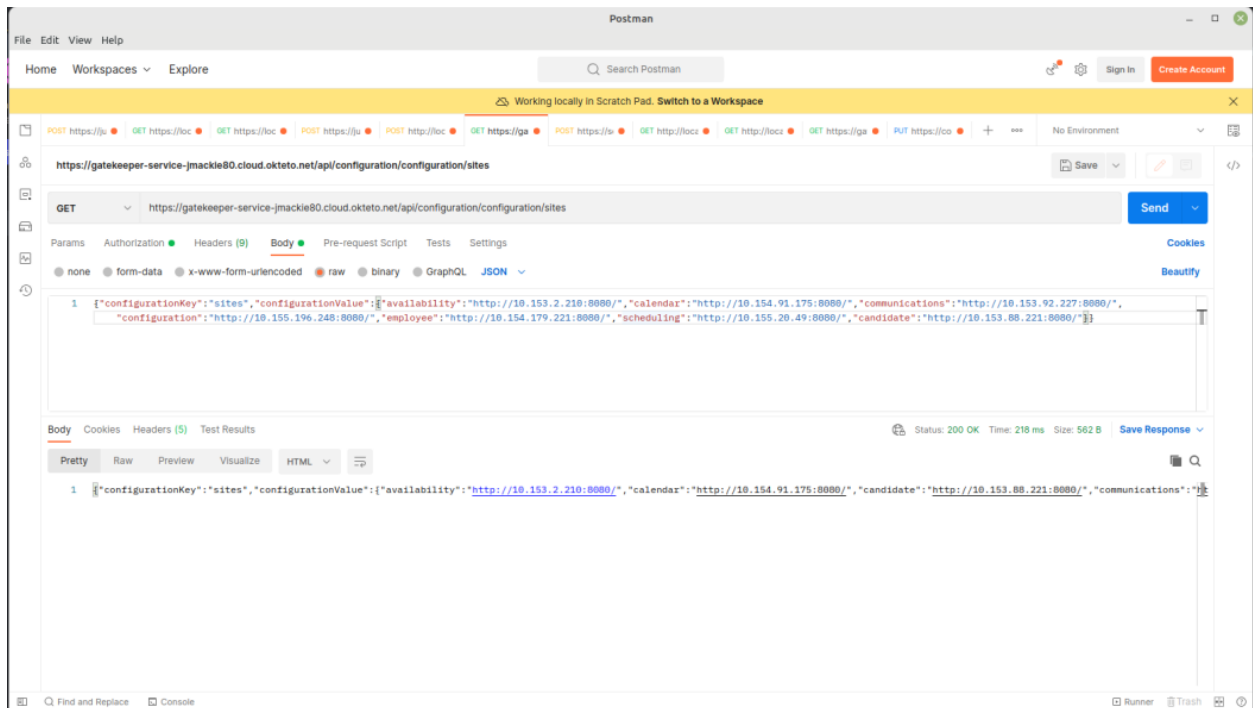 Postman
File Edit View Help
Home Workspaces Explore
Search Postman
Sign In
Create Account
Working locally in Scratch Pad. Switch to a Workspace
POST https://ju GET https://loc GET https://loc POST https://ju POST http://loc GET https://ga POST https://s GET http://loca GET http://loca GET https://ga PUT https://co No Environment
https://gatekeeper-service-jmackie80.cloud.okteto.net/api/configuration/configuration/sites
Save
GET https://gatekeeper-service-jmackie80.cloud.okteto.net/api/configuration/configuration/sites
Send
Params Authorization Headers (9) Body Pre-request Script Tests Settings Cookies
none form-data x-www-form-urlencoded raw binary GraphQL JSON Beautify
1 {"configurationKey":"sites","configurationValue":{"availability":"http://10.153.2.210:8080/","calendar":"http://10.154.91.175:8080/","communications":"http://10.153.92.227:8080/",
"configuration":"http://10.155.196.248:8080/","employee":"http://10.154.179.221:8080/","scheduling":"http://10.155.20.49:8080/","candidate":"http://10.153.88.221:8080/"}}
Body Cookies Headers (5) Test Results Status: 200 OK Time: 218 ms Size: 562 B Save Response
Pretty Raw Preview Visualize HTML
1 {"configurationKey":"sites","configurationValue":{"availability":"http://10.153.2.210:8080/","calendar":"http://10.154.91.175:8080/","candidate":"http://10.153.88.221:8080/","communications":"ht
Find and Replace Console Runner Trash